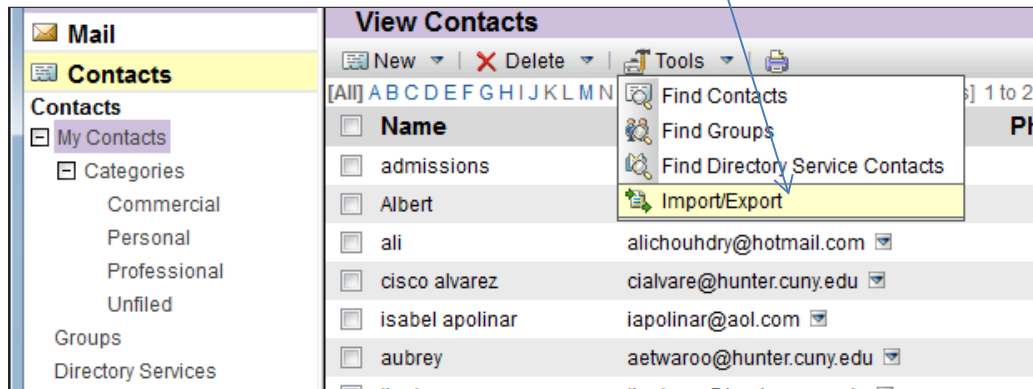 Mail
Contacts
Contacts
My Contacts
Categories
Commercial
Personal
Professional
Unfiled
Groups
Directory Services
View Contacts
New | Delete | Tools |
[All] A B C D E F G H I J K L M N ] 1 to 2
Find Contacts
Find Groups
Find Directory Service Contacts
Import/Export
Name
admissions
Albert
ali alichouhdry@hotmail.com
cisco alvarez cialvare@hunter.cuny.edu
isabel apolinar iapolinar@aol.com
aubrey aetwaroo@hunter.cuny.edu